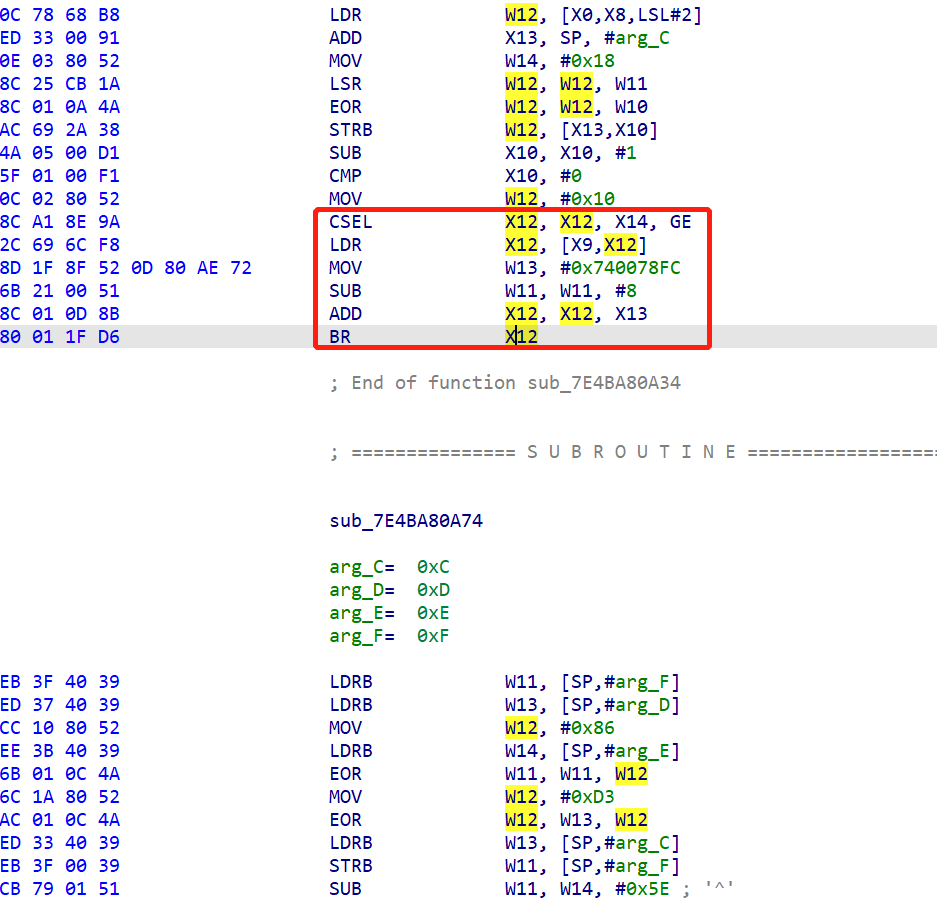 0C 78 68 B8 LDR W12, [X0,X8,LSL#2]
ED 33 00 91 ADD X13, SP, #arg_C
0E 03 80 52 MOV W14, #0x18
8C 25 CB 1A LSR W12, W12, W11
8C 01 0A 4A EOR W12, W12, W10
AC 69 2A 38 STRB W12, [X13,X10]
4A 05 00 D1 SUB X10, X10, #1
5F 01 00 F1 CMP X10, #0
0C 02 80 52 MOV W12, #0x10
8C A1 8E 9A CSEL X12, X12, X14, GE
2C 69 6C F8 LDR X12, [X9,X12]
8D 1F 8F 52 0D 80 AE 72 MOV W13, #0x740078FC
6B 21 00 51 SUB W11, W11, #8
8C 01 0D 8B ADD X12, X12, X13
80 01 1F D6 BR X12
; End of function sub_7E4BA80A34
; =============== S U B R O U T I N E ===================
sub_7E4BA80A74
arg_C= 0xC
arg_D= 0xD
arg_E= 0xE
arg_F= 0xF
EB 3F 40 39 LDRB W11, [SP,#arg_F]
ED 37 40 39 LDRB W13, [SP,#arg_D]
CC 10 80 52 MOV W12, #0x86
EE 3B 40 39 LDRB W14, [SP,#arg_E]
6B 01 0C 4A EOR W11, W11, W12
6C 1A 80 52 MOV W12, #0xD3
AC 01 0C 4A EOR W12, W13, W12
ED 33 40 39 LDRB W13, [SP,#arg_C]
EB 3F 00 39 STRB W11, [SP,#arg_F]
CB 79 01 51 SUB W11, W14, #0x5E ; '^'